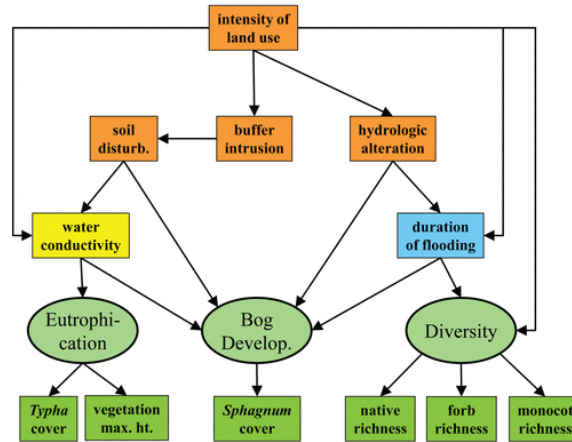 intensity of
land use
soil
disturb.
buffer
intrusion
hydrologic
alteration
water
conductivity
duration
of flooding
Eutrophi-
cation
Bog
Develop.
Diversity
Typha
cover
vegetation
max. ht.
Sphagnum
cover
native
richness
forb
richness
monocot
richness